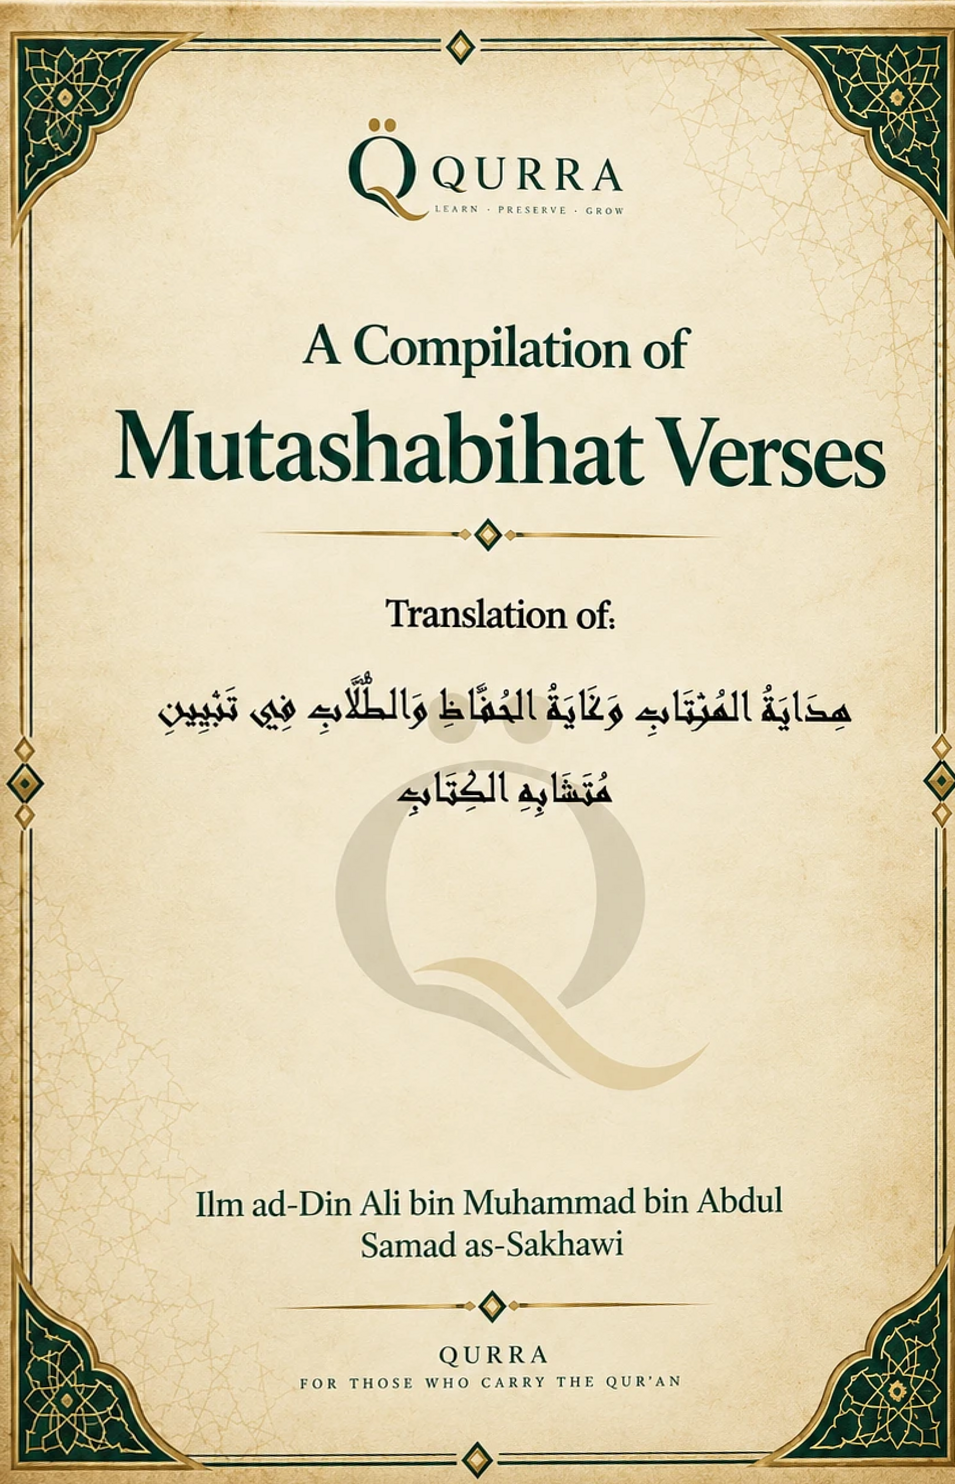 QURRA
LEARN · PRESERVE · GROW
A Compilation of
Mutashabihat Verses
Translation of:
هِدَايَةُ المُرْتَابِ وَغَايَةُ الحُفَّاظِ وَالطُّلَّابِ فِي تَبْيِينِ
مُتَشَابِهِ الكِتَابِ
Ilm ad-Din Ali bin Muhammad bin Abdul
Samad as-Sakhawi
QURRA
FOR THOSE WHO CARRY THE QUR'AN